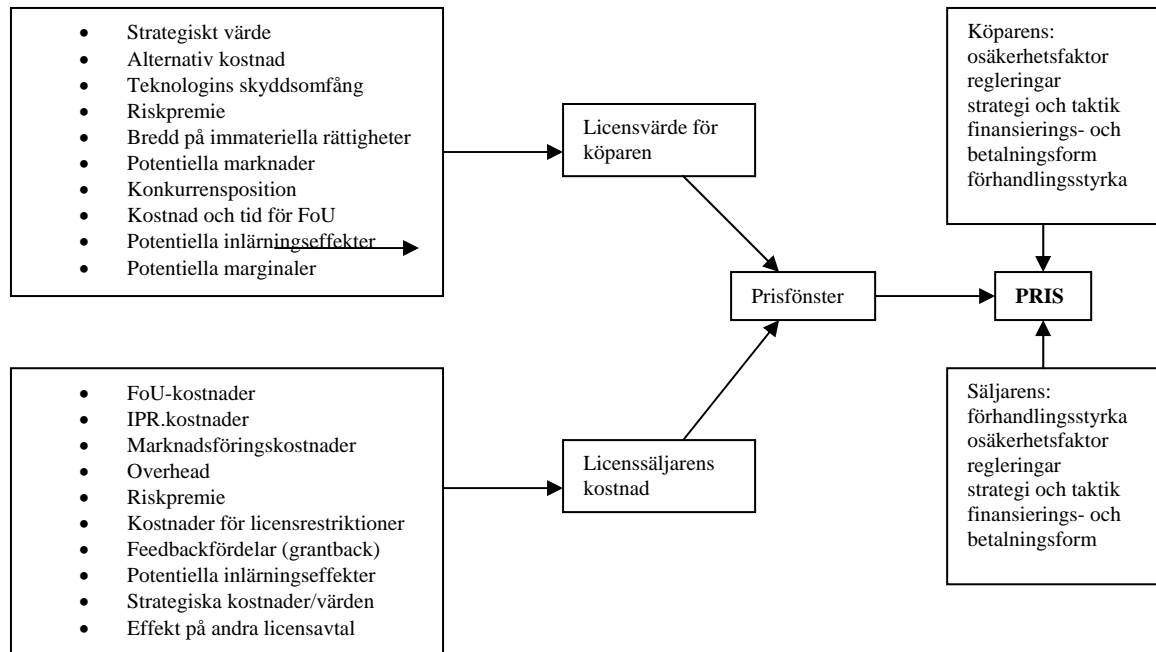 • Strategiskt värde
• Alternativ kostnad
• Teknologins skyddsomfång
• Riskpremie
• Bredd på immateriella rättigheter
• Potentiella marknader
• Konkurrensposition
• Kostnad och tid för FoU
• Potentiella inlärningseffekter
• Potentiella marginaler
Licensvärde för
köparen
Köparens:
osäkerhetsfaktor
regleringar
strategi och taktik
finansierings- och
betalningsform
förhandlingsstyrka
Prisfönster
PRIS
• FoU-kostnader
• IPR.kostnader
• Marknadsföringskostnader
• Overhead
• Riskpremie
• Kostnader för licensrestriktioner
• Feedbackfördelar (grantback)
• Potentiella inlärningseffekter
• Strategiska kostnader/värden
• Effekt på andra licensavtal
Licenssäljarens
kostnad
Säljarens:
förhandlingsstyrka
osäkerhetsfaktor
regleringar
strategi och taktik
finansierings- och
betalningsform